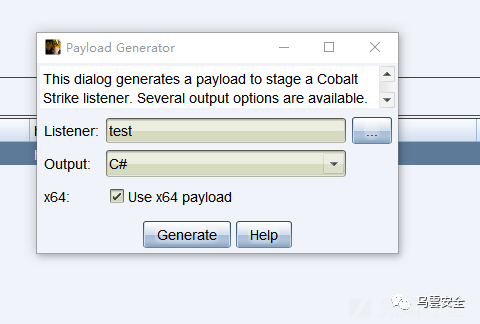 Payload Generator
This dialog generates a payload to stage a Cobalt
Strike listener. Several output options are available.
Listener: test ...
Output: C#
x64: Use x64 payload
Generate Help
乌雲安全